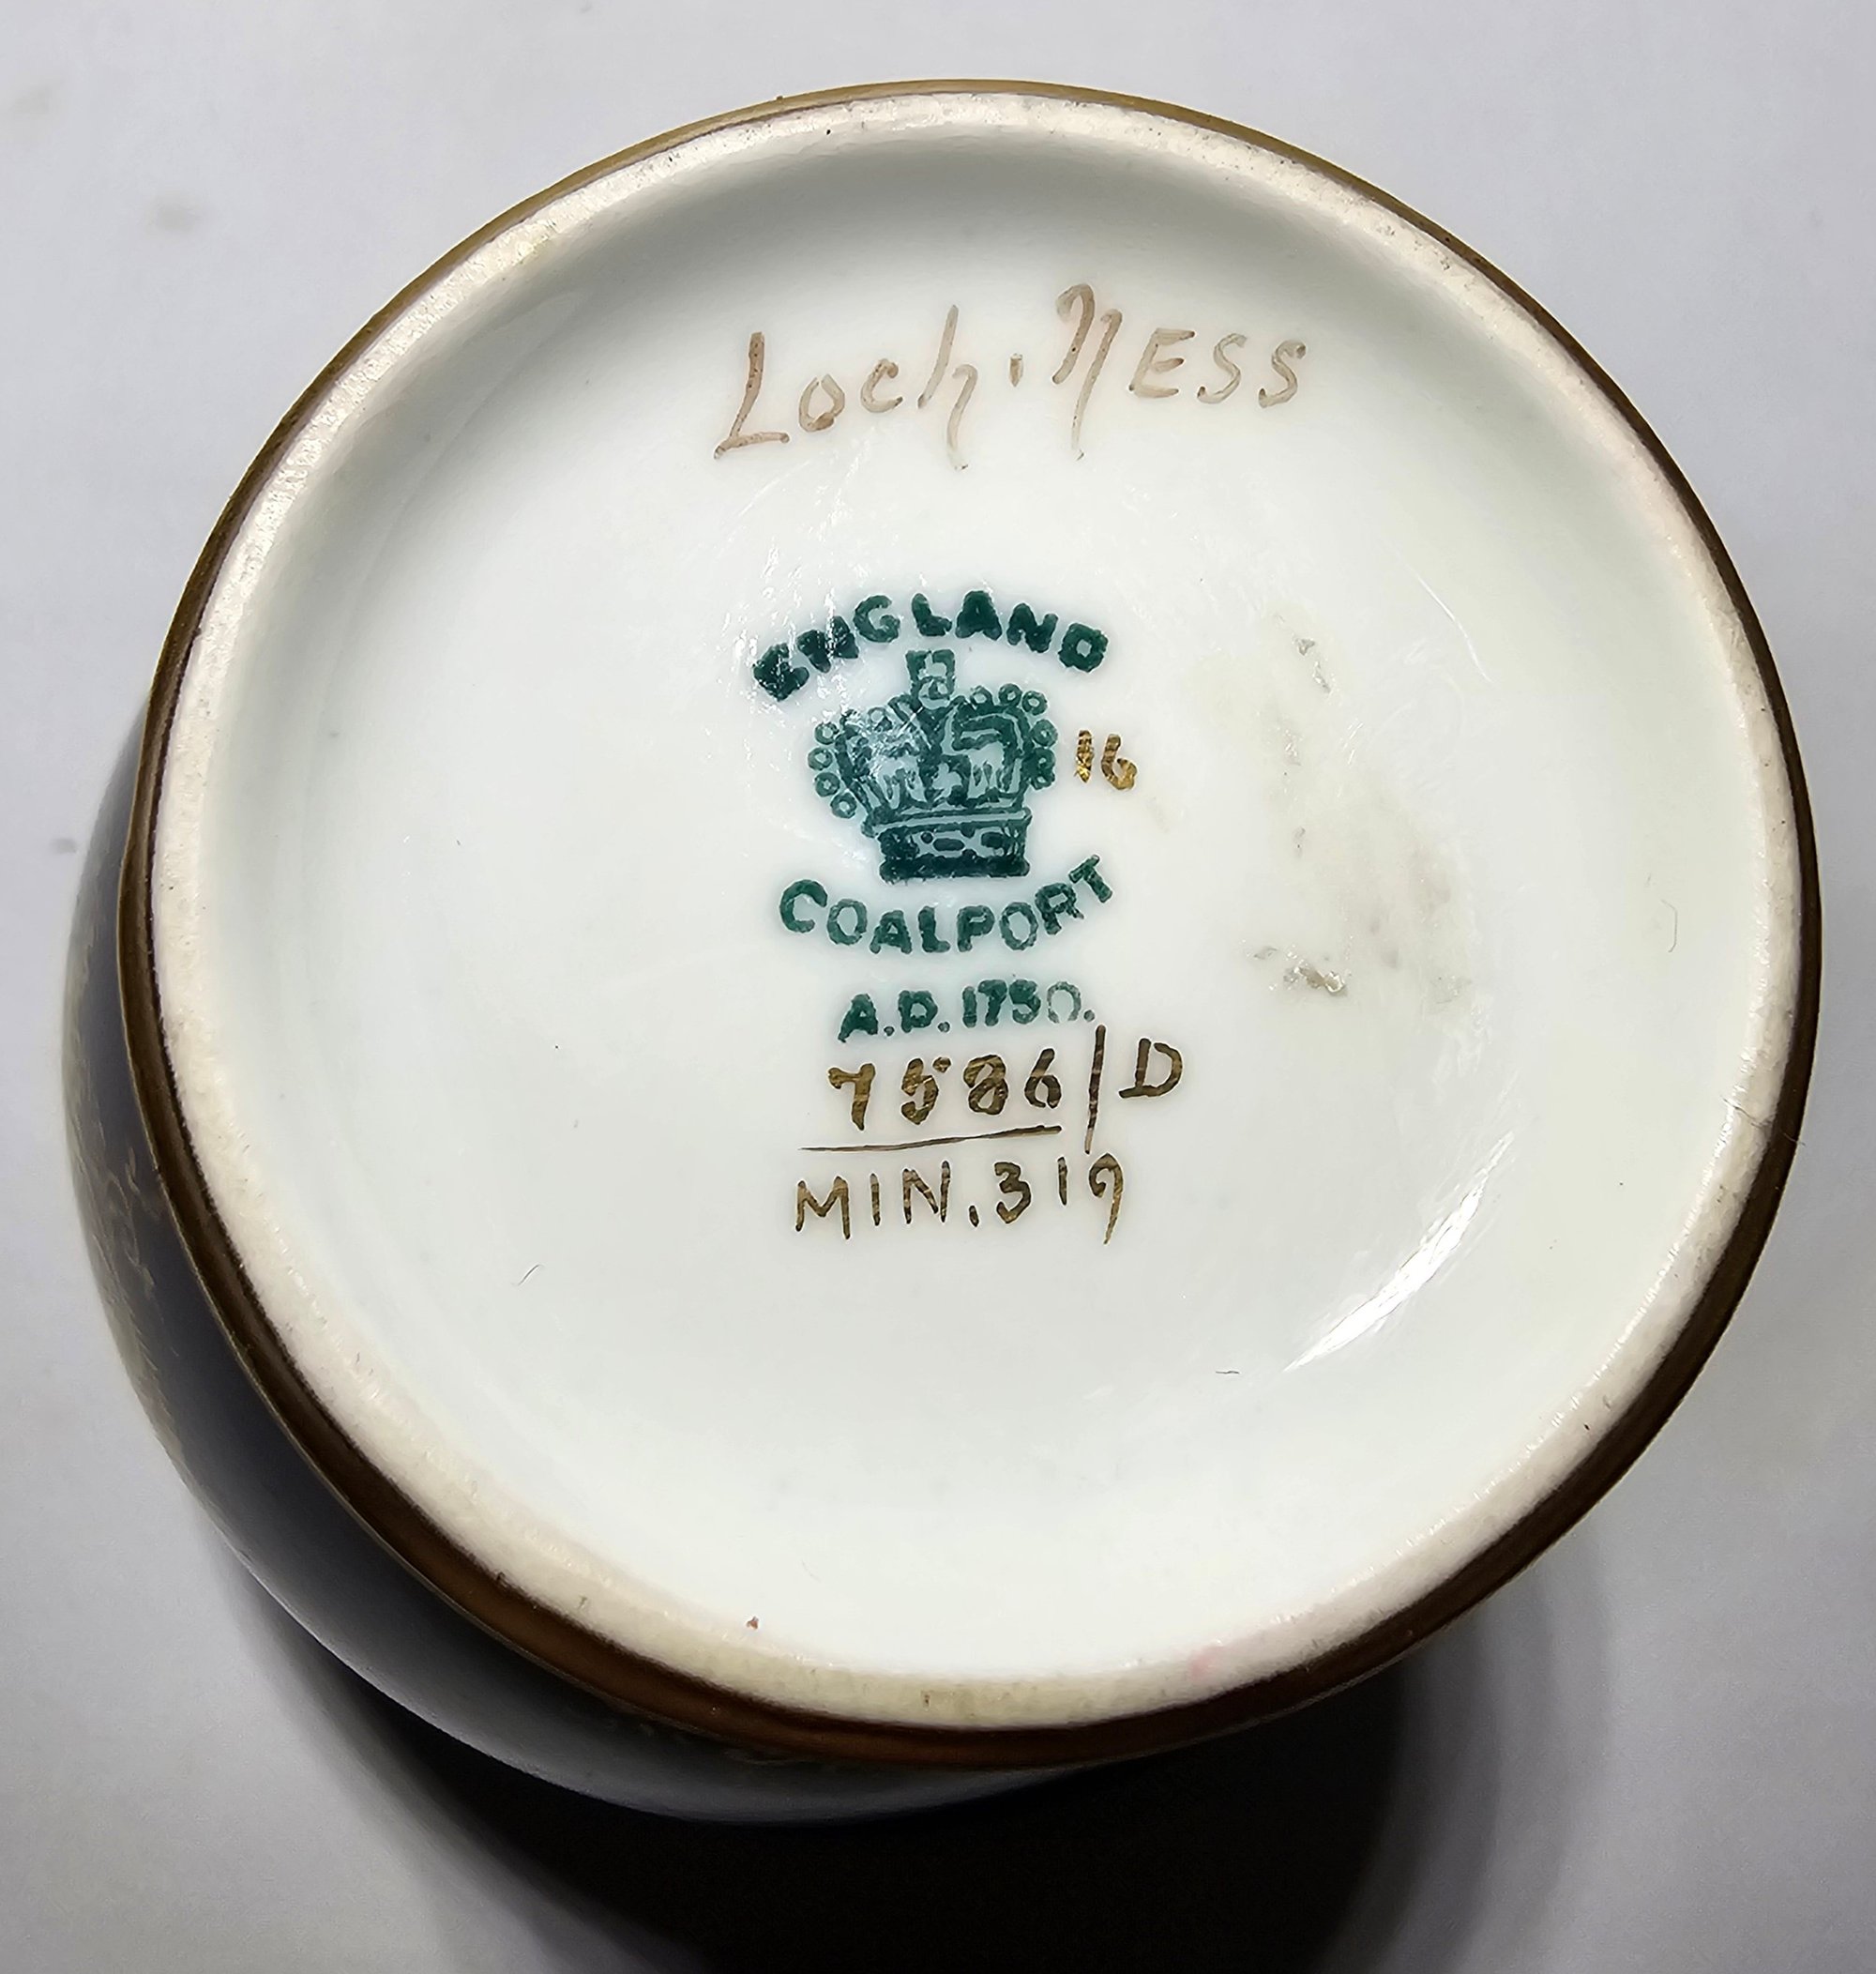 Loch. NESS
ENGLAND
16
COALPORT
A.D. 1750.
7586/D
MIN. 319